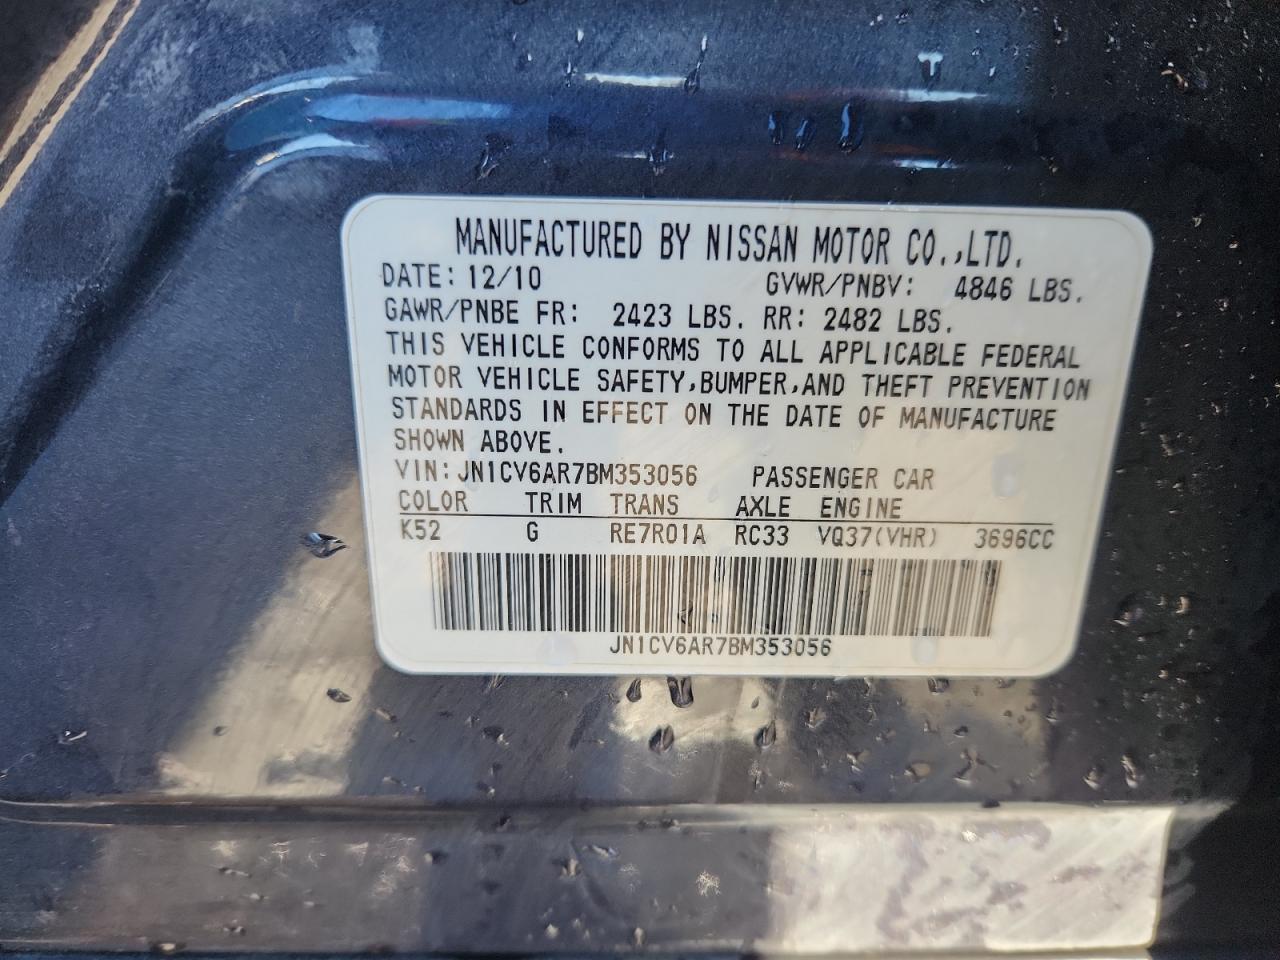 MANUFACTURED BY NISSAN MOTOR CO.,LTD.
DATE: 12/10 GVWR/PNBV: 4846 LBS.
GAWR/PNBE FR: 2423 LBS. RR: 2482 LBS.
THIS VEHICLE CONFORMS TO ALL APPLICABLE FEDERAL
MOTOR VEHICLE SAFETY,BUMPER,AND THEFT PREVENTION
STANDARDS IN EFFECT ON THE DATE OF MANUFACTURE
SHOWN ABOVE.
VIN: JN1CV6AR7BM353056 PASSENGER CAR
COLOR TRIM TRANS AXLE ENGINE
K52 G RE7R01A RC33 VQ37(VHR) 3696CC
JN1CV6AR7BM353056